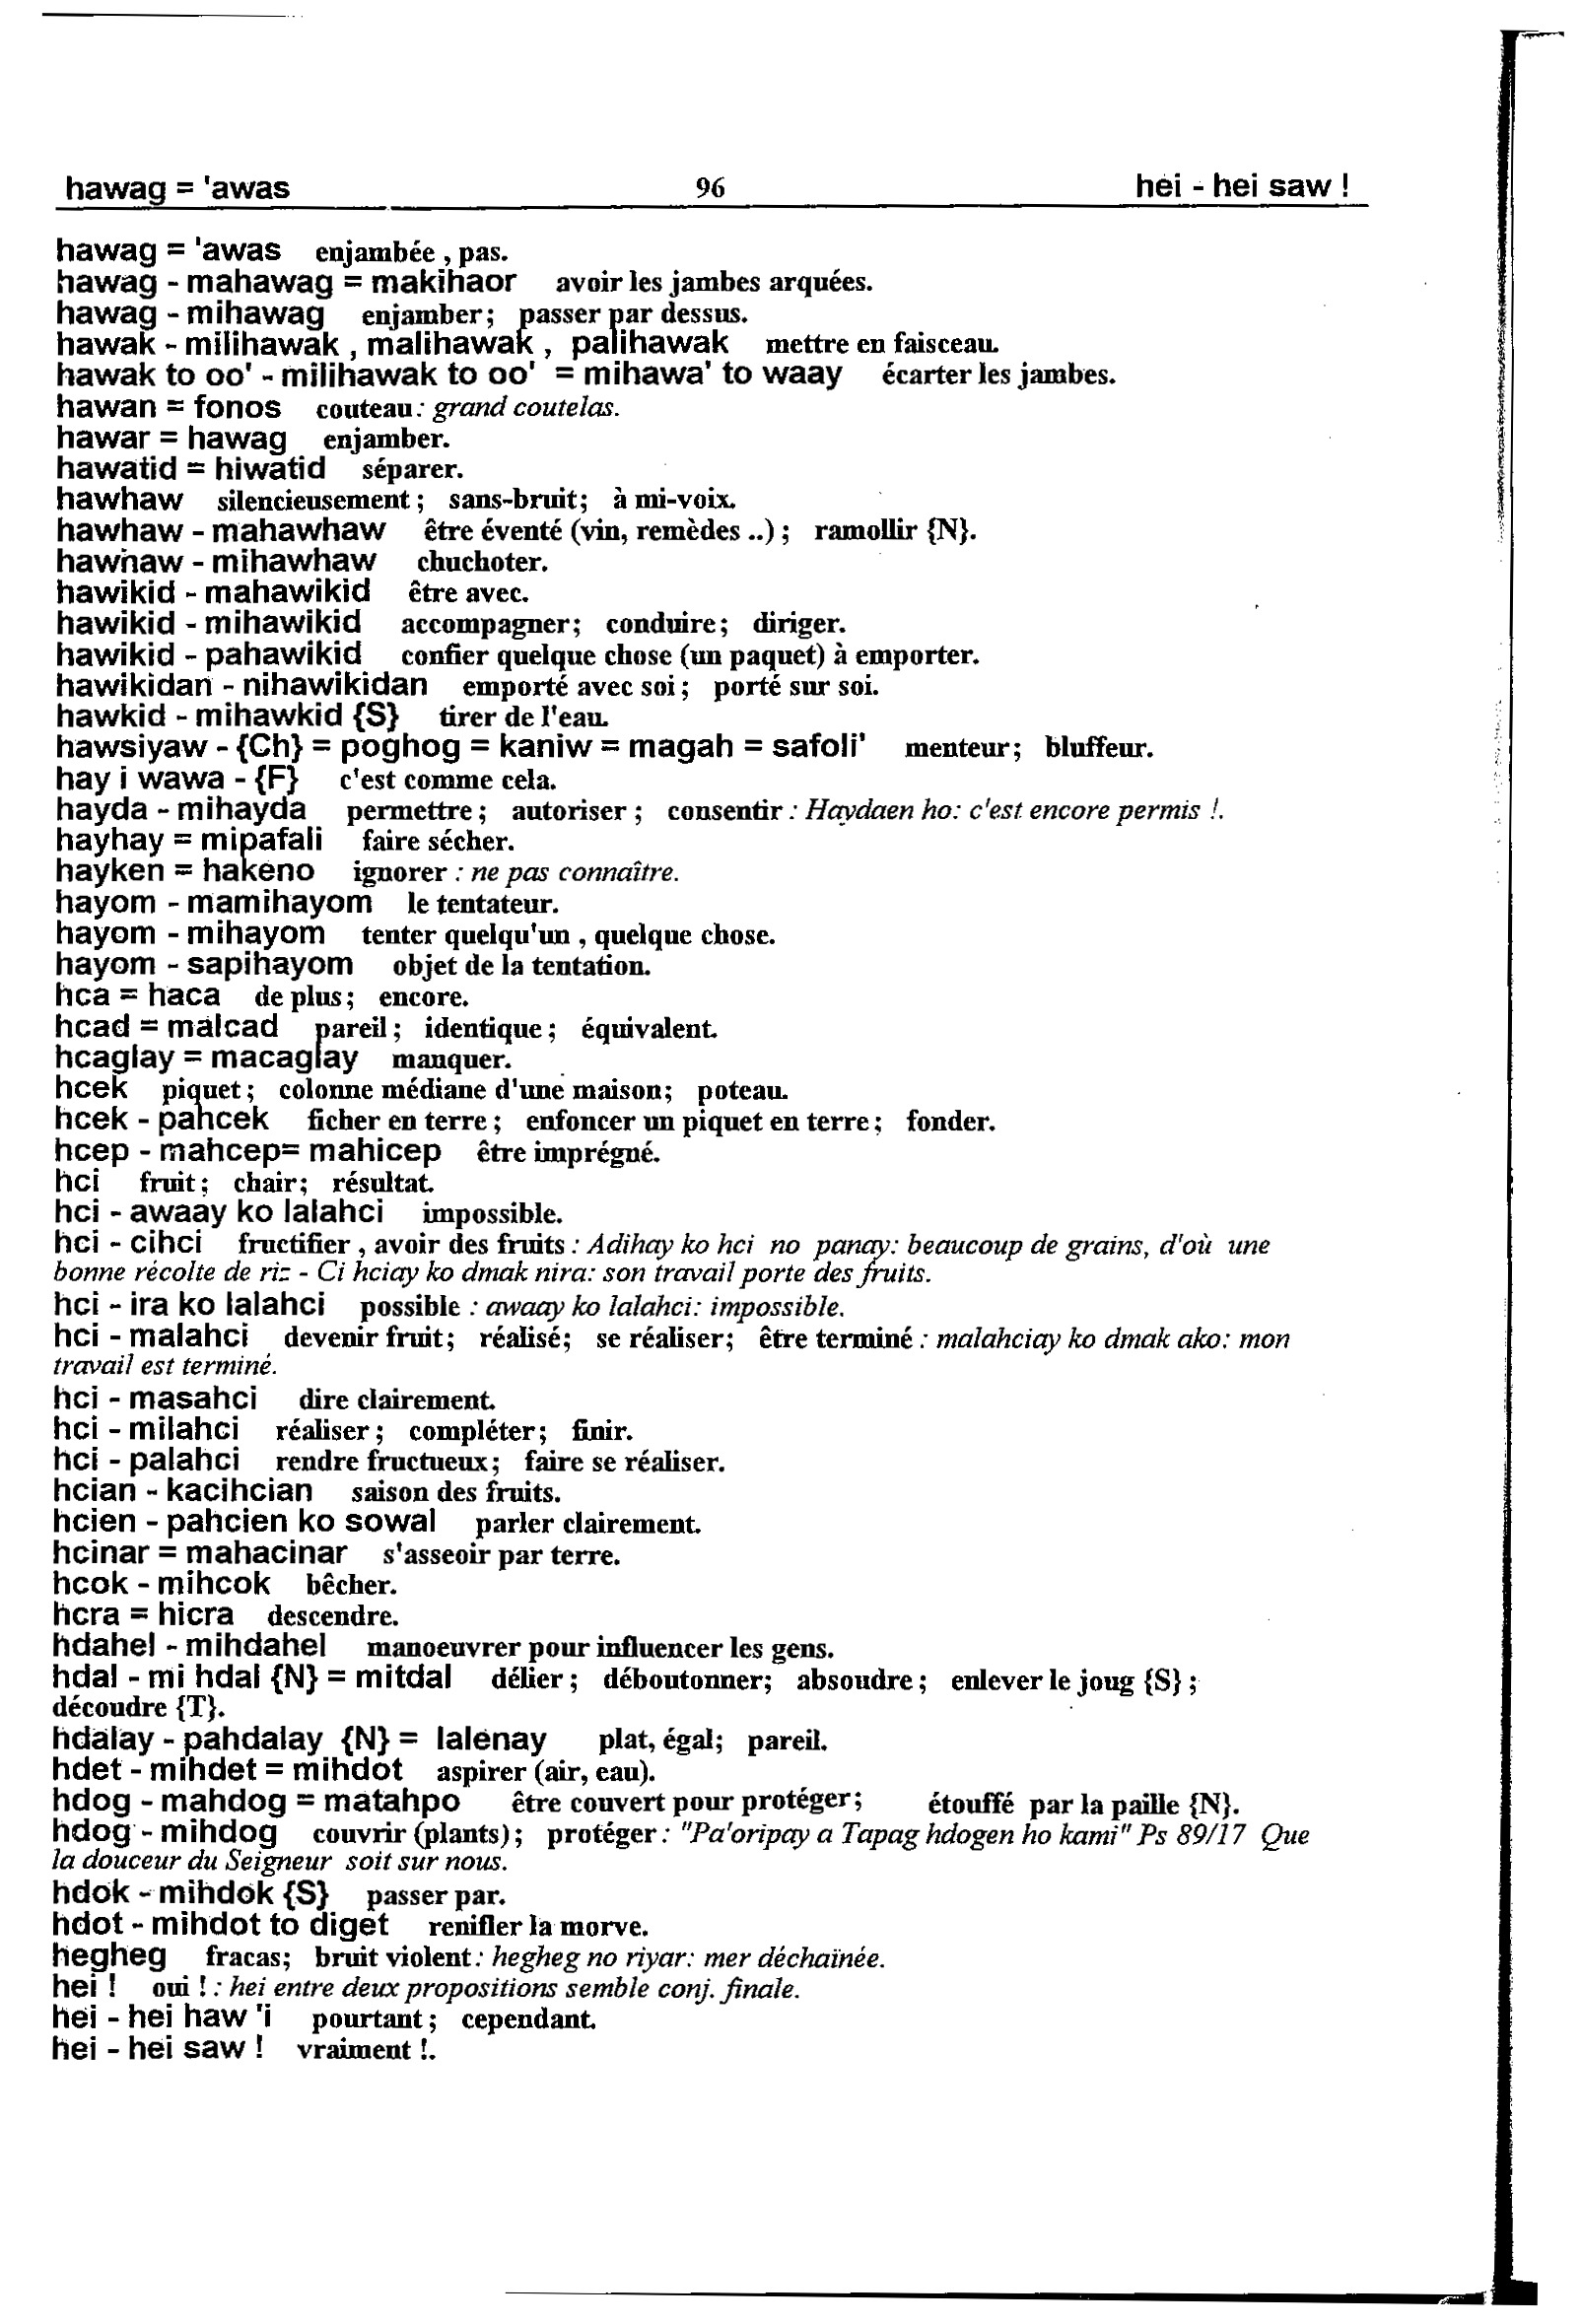 hawag = 'awas 96 hei - hei saw !
hawag = 'awas enjambée , pas.
hawag - mahawag = makihaor avoir les jambes arquées.
hawag - mihawag enjamber; passer par dessus.
hawak - milihawak , malihawak , palihawak mettre en faisceau.
hawak to oo' - milihawak to oo' = mihawa' to waay écarter les jambes.
hawan = fonos couteau: grand coutelas.
hawar = hawag enjamber.
hawatid = hiwatid séparer.
hawhaw silencieusement ; sans-bruit; à mi-voix.
hawhaw - mahawhaw être éventé (vin, remèdes ..) ; ramollir {N}.
hawhaw - mihawhaw chuchoter.
hawikid - mahawikid être avec.
hawikid - mihawikid accompagner; conduire; diriger.
hawikid - pahawikid confier quelque chose (un paquet) à emporter.
hawikidan - nihawikidan emporté avec soi ; porté sur soi.
hawkid - mihawkid {S} tirer de l'eau.
hawsiyaw - {Ch} = poghog = kaniw = magah = safoli' menteur; bluffeur.
hay i wawa - {F} c'est comme cela.
hayda - mihayda permettre ; autoriser ; consentir : Haydaen ho: c'est encore permis !.
hayhay = mipafali faire sécher.
hayken = hakeno ignorer : ne pas connaître.
hayom - mamihayom le tentateur.
hayom - mihayom tenter quelqu'un , quelque chose.
hayom - sapihayom objet de la tentation.
hca = haca de plus; encore.
hcad = malcad pareil ; identique ; équivalent.
hcaglay = macaglay manquer.
hcek piquet ; colonne médiane d'une maison; poteau.
hcek - pahcek ficher en terre ; enfoncer un piquet en terre ; fonder.
hcep - mahcep= mahicep être imprégné.
hci fruit; chair; résultat.
hci - awaay ko lalahci impossible.
hci - cihci fructifier , avoir des fruits : Adihay ko hci no panay: beaucoup de grains, d'où une
bonne récolte de riz - Ci hciay ko dmak nira: son travail porte des fruits.
hci - ira ko lalahci possible : awaay ko lalahci: impossible.
hci - malahci devenir fruit; réalisé; se réaliser; être terminé : malahciay ko dmak ako: mon
travail est terminé.
hci - masahci dire clairement.
hci - milahci réaliser ; compléter; finir.
hci - palahci rendre fructueux; faire se réaliser.
hcian - kacihcian saison des fruits.
hcien - pahcien ko sowal parler clairement.
hcinar = mahacinar s'asseoir par terre.
hcok - mihcok bêcher.
hcra = hicra descendre.
hdahel - mihdahel manoeuvrer pour influencer les gens.
hdal - mi hdal {N} = mitdal délier ; déboutonner; absoudre ; enlever le joug {S} ;
découdre {T}.
hdalay - pahdalay {N} = lalenay plat, égal; pareil.
hdet - mihdet = mihdot aspirer (air, eau).
hdog - mahdog = matahpo être couvert pour protéger; étouffé par la paille {N}.
hdog - mihdog couvrir (plants) ; protéger : "Pa'oripay a Tapag hdogen ho kami" Ps 89/17 Que
la douceur du Seigneur soit sur nous.
hdok - mihdok {S} passer par.
hdot - mihdot to diget renifler la morve.
hegheg fracas; bruit violent : hegheg no riyar: mer déchaînée.
hei ! oui ! : hei entre deux propositions semble conj. finale.
hei - hei haw 'i pourtant ; cependant.
hei - hei saw ! vraiment !.